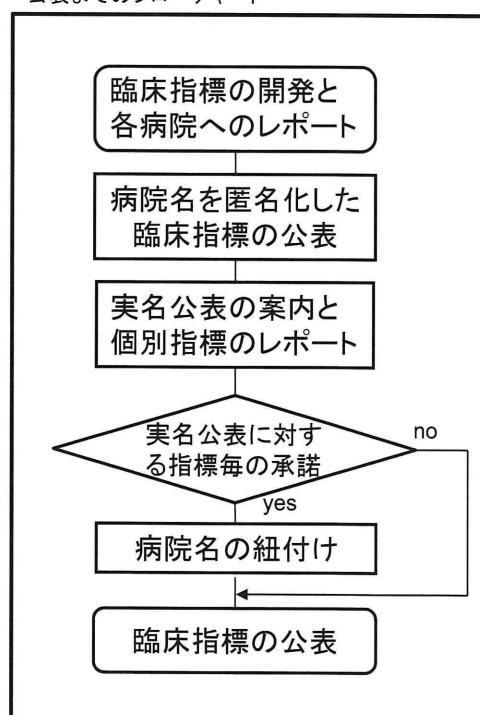 臨床指標の開発と
各病院へのレポート
病院名を匿名化した
臨床指標の公表
実名公表の案内と
個別指標のレポート
実名公表に対す
る指標毎の承諾
no
yes
病院名の紐付け
臨床指標の公表